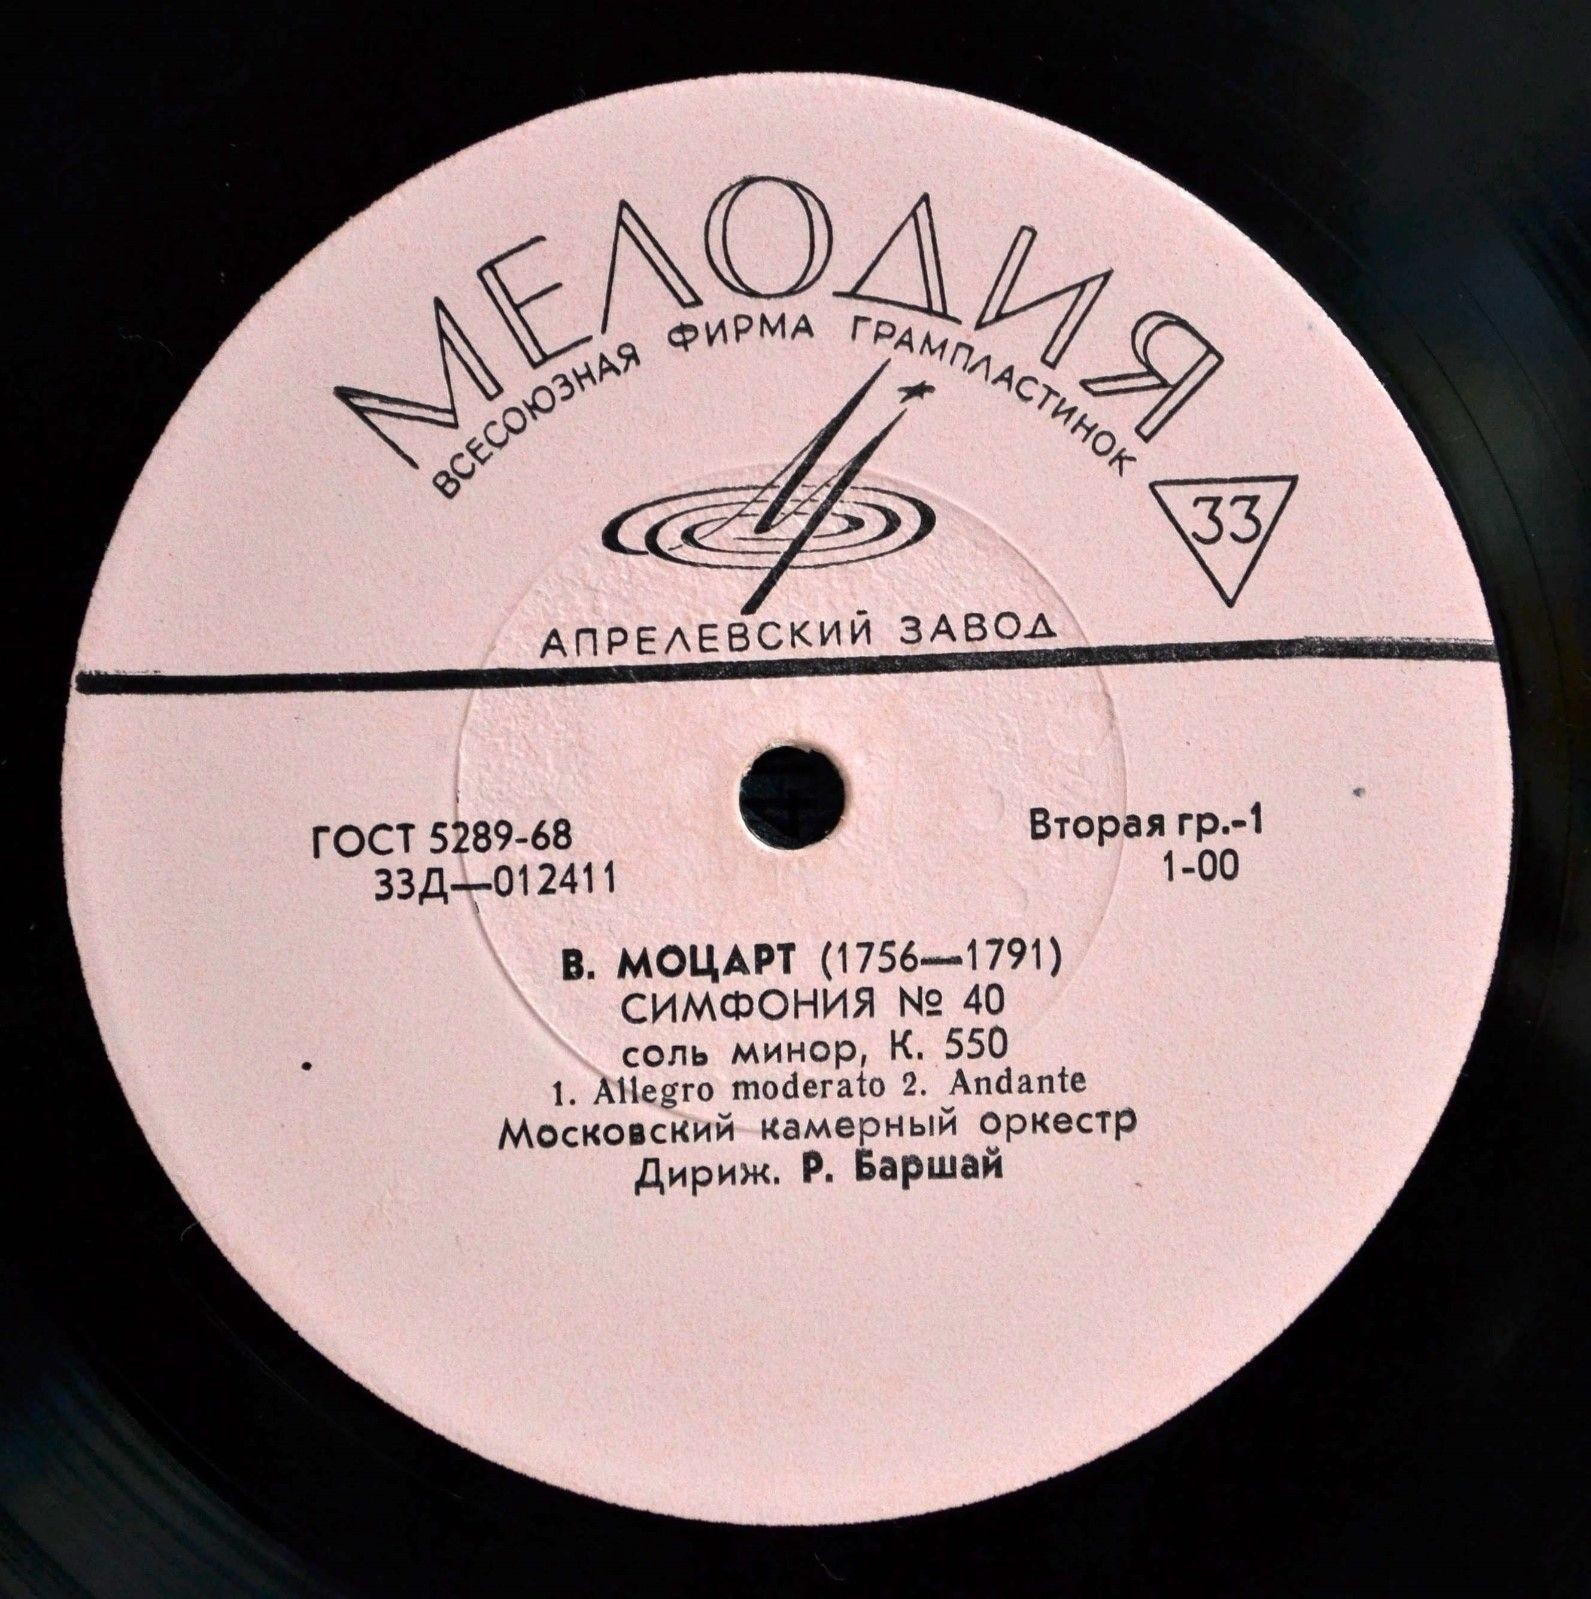 МЕЛОДИЯ
ВСЕСОЮЗНАЯ ФИРМА ГРАМПЛАСТИНОК
33
АПРЕЛЕВСКИЙ ЗАВОД
ГОСТ 5289-68
33Д—012411
Вторая гр.-1
1-00
В. МОЦАРТ (1756—1791)
СИМФОНИЯ № 40
соль минор, К. 550
1. Allegro moderato 2. Andante
Московский камерный оркестр
Дириж. Р. Баршай